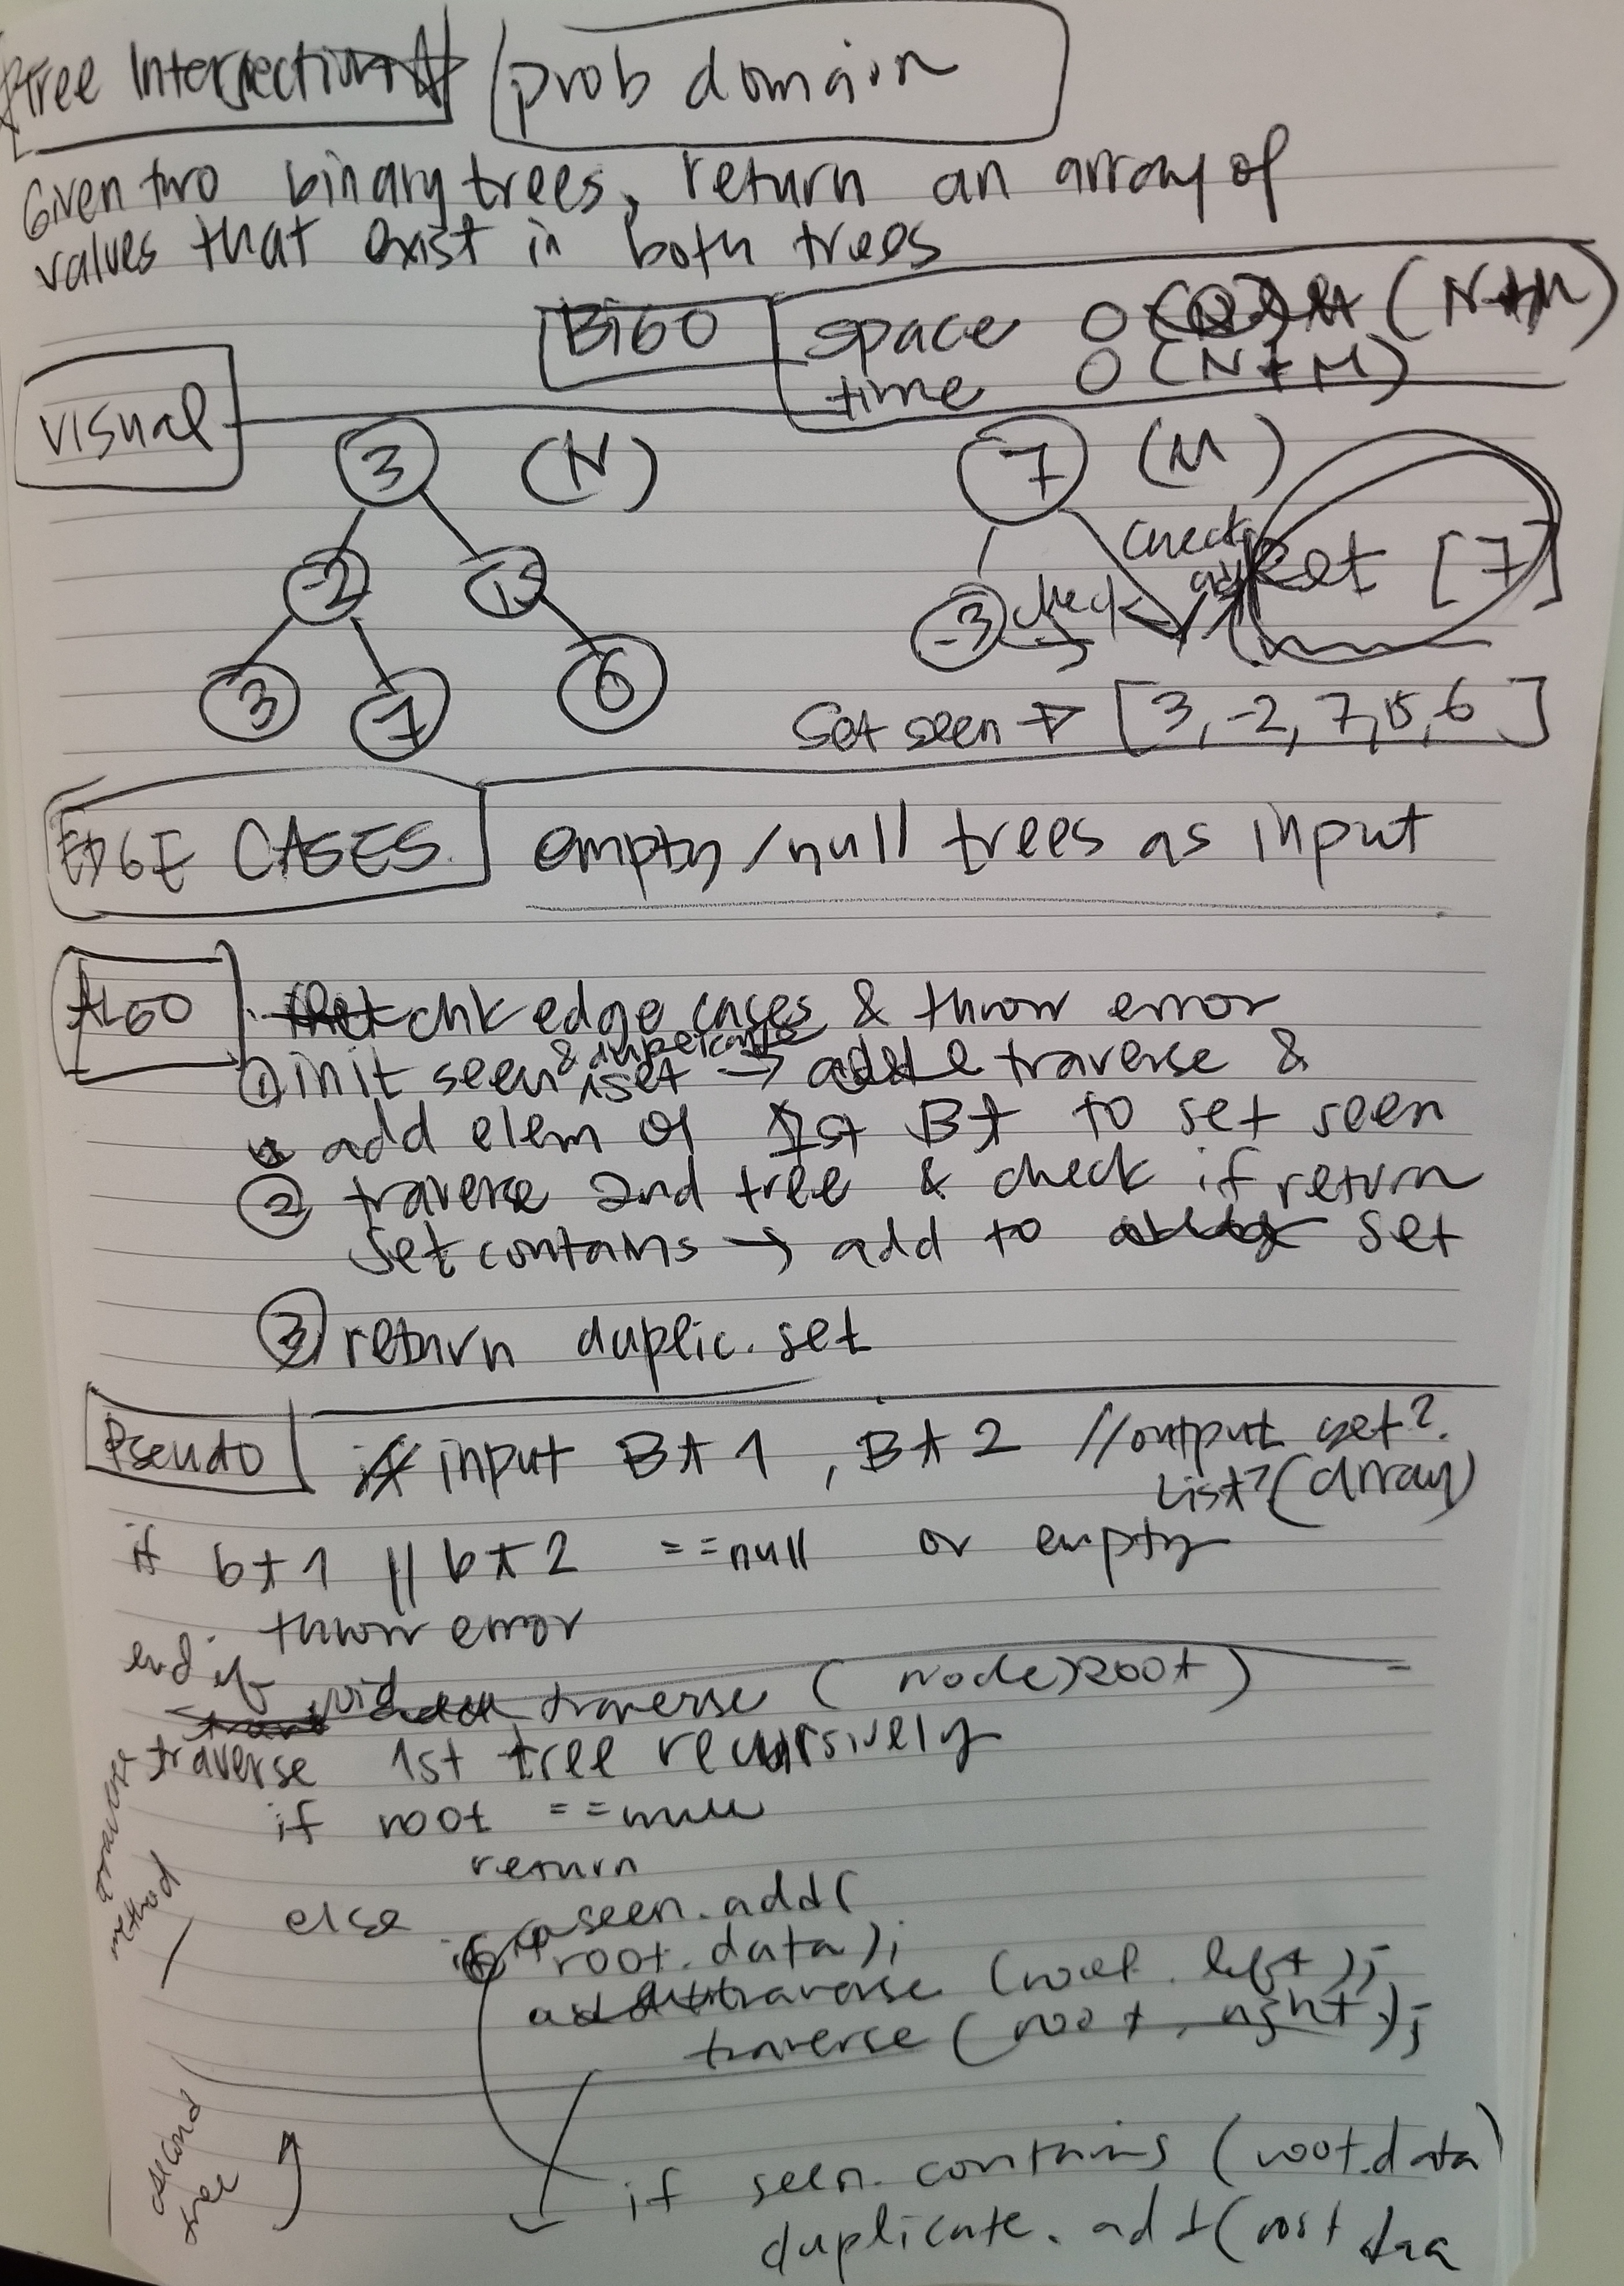 Tree Intersection
prob domain
Given two binary trees, return an array of
values that exist in both trees
BigO
space O (N+M)
time O (N+M)
visual
3 (N) 7 (M)
-2 15 check
-3 check Ret [7]
3 7 6
Set seen → [3, -2, 7, 15, 6]
EDGE CASES
empty/null trees as input
ALGO
chk edge cases & throw error
& duplicate
① init seen set → traverse &
add elem of 1st Bt to set seen
② traverse 2nd tree & check if return
set contains → add to set
③ return duplic. set
Pseudo
input Bt 1, Bt 2 //output set?
List? (array)
if bt 1 || bt 2 ==null or empty
throw error
end if
void traverse ( Node root )
traverse 1st tree recursively
traverse
method
if root ==null
return
else seen.add(
root.data);
traverse (root.left);
traverse (root.right);
second
tree
if seen.contains (root.data)
duplicate.add(root